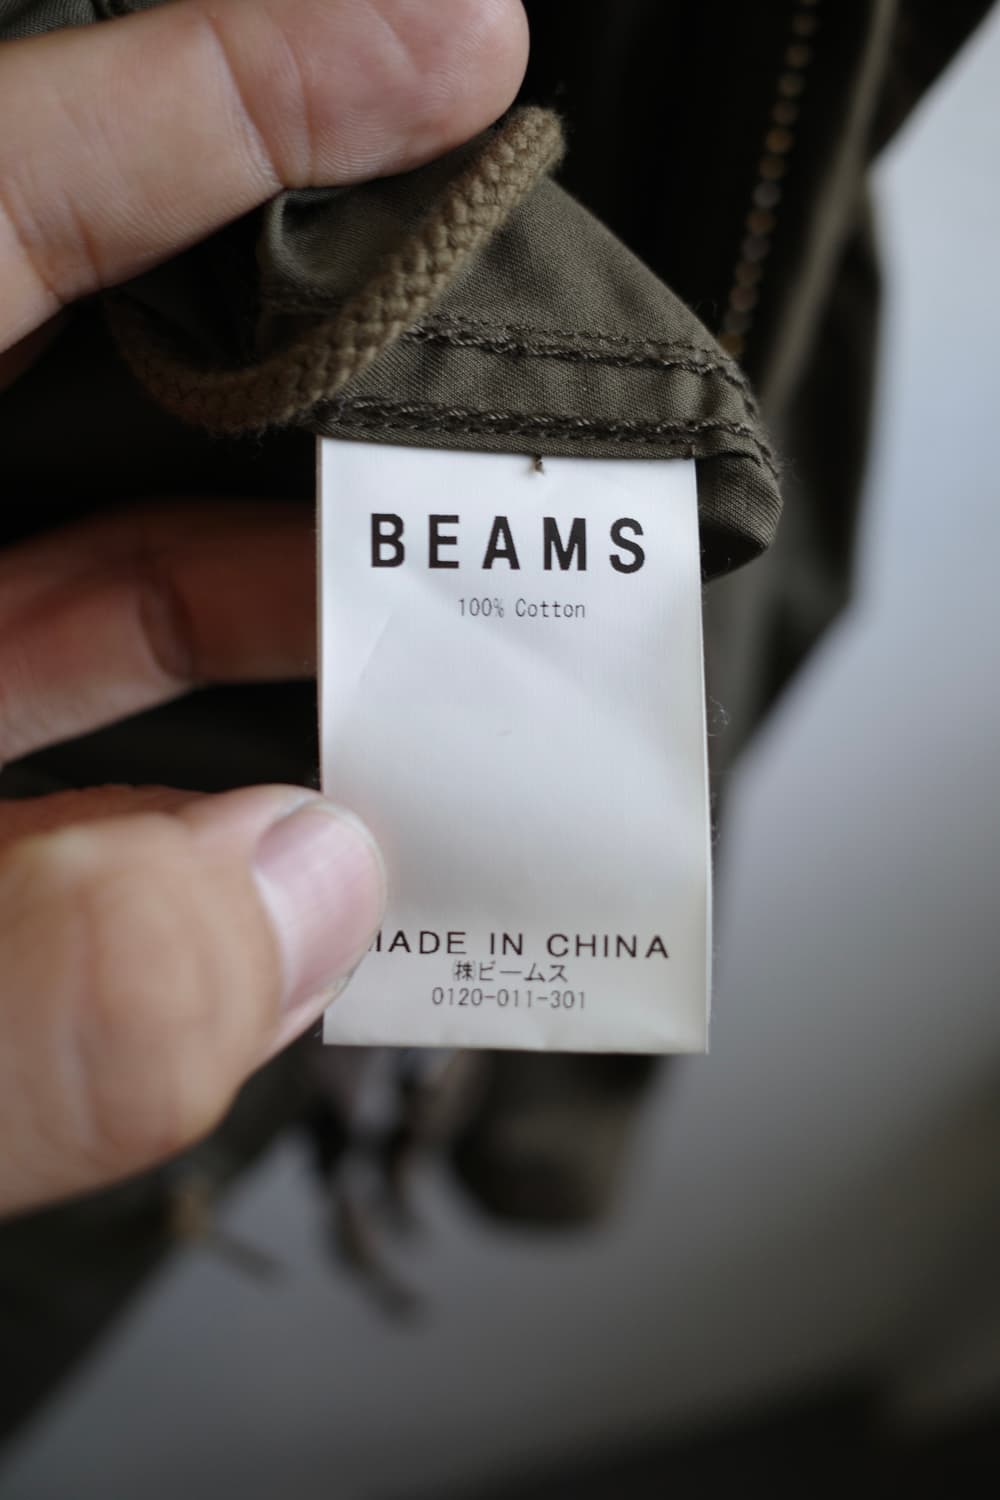 BEAMS
100% Cotton
MADE IN CHINA
㈱ビームス
0120-011-301